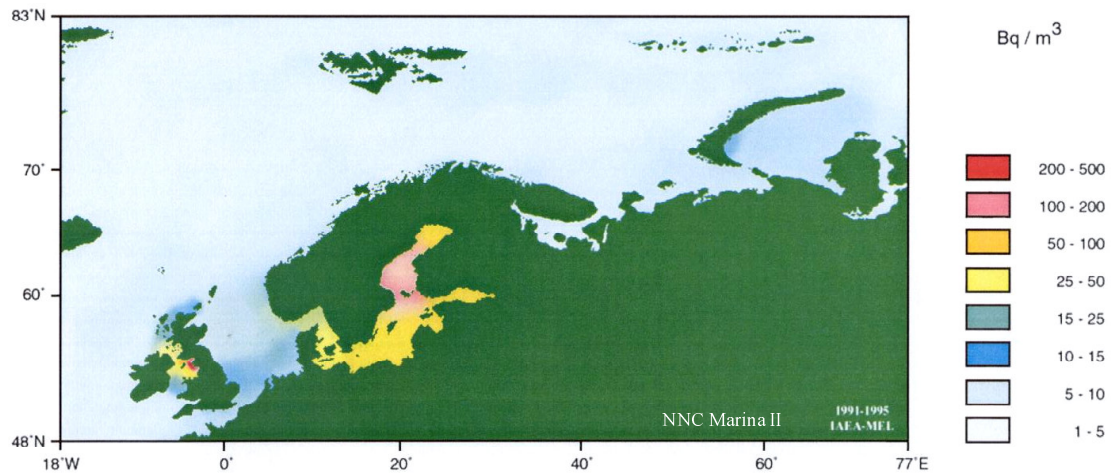 83°N
70°
60°
48°N
18°W
0°
20°
40°
60°
77°E
NNC Marina II
1991-1995
IAEA-MEL
Bq / m³
200 - 500
100 - 200
50 - 100
25 - 50
15 - 25
10 - 15
5 - 10
1 - 5